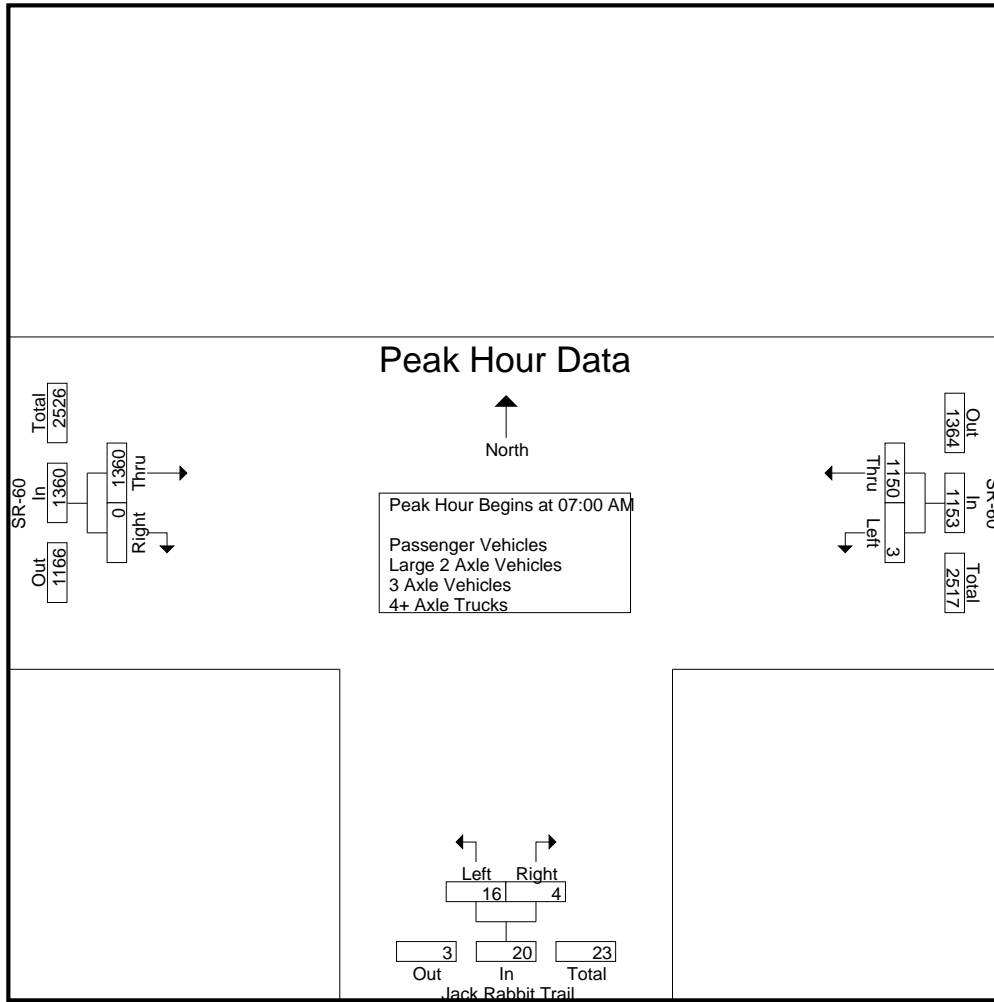 Peak Hour Data
North
Peak Hour Begins at 07:00 AM
Passenger Vehicles
Large 2 Axle Vehicles
3 Axle Vehicles
4+ Axle Trucks
SR-60
Out In Total
1166 1360 2526
Right Thru
0 1360
SR-60
Out In Total
1364 1153 2517
Thru Left
1150 3
Left Right
16 4
3 20 23
Out In Total
Jack Rabbit Trail